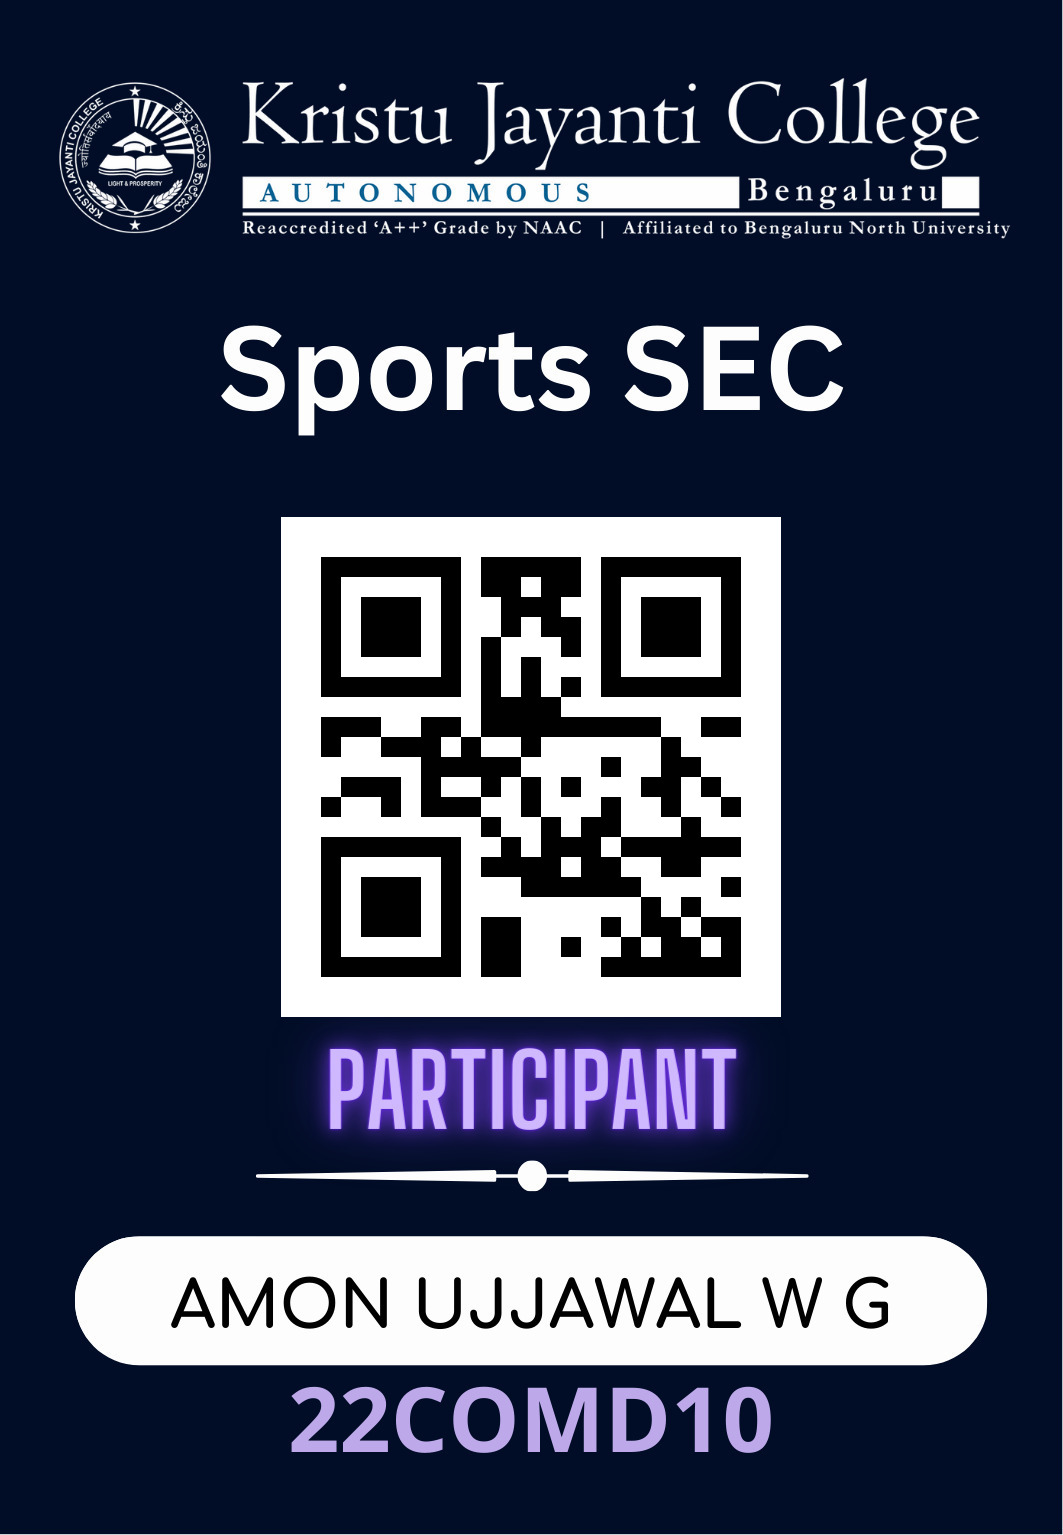 Kristu Jayanti College
AUTONOMOUS Bengaluru
Reaccredited ‘A++’ Grade by NAAC | Affiliated to Bengaluru North University
KRISTU JAYANTI COLLEGE
LIGHT & PROSPERITY
Sports SEC
PARTICIPANT
AMON UJJAWAL W G
22COMD10